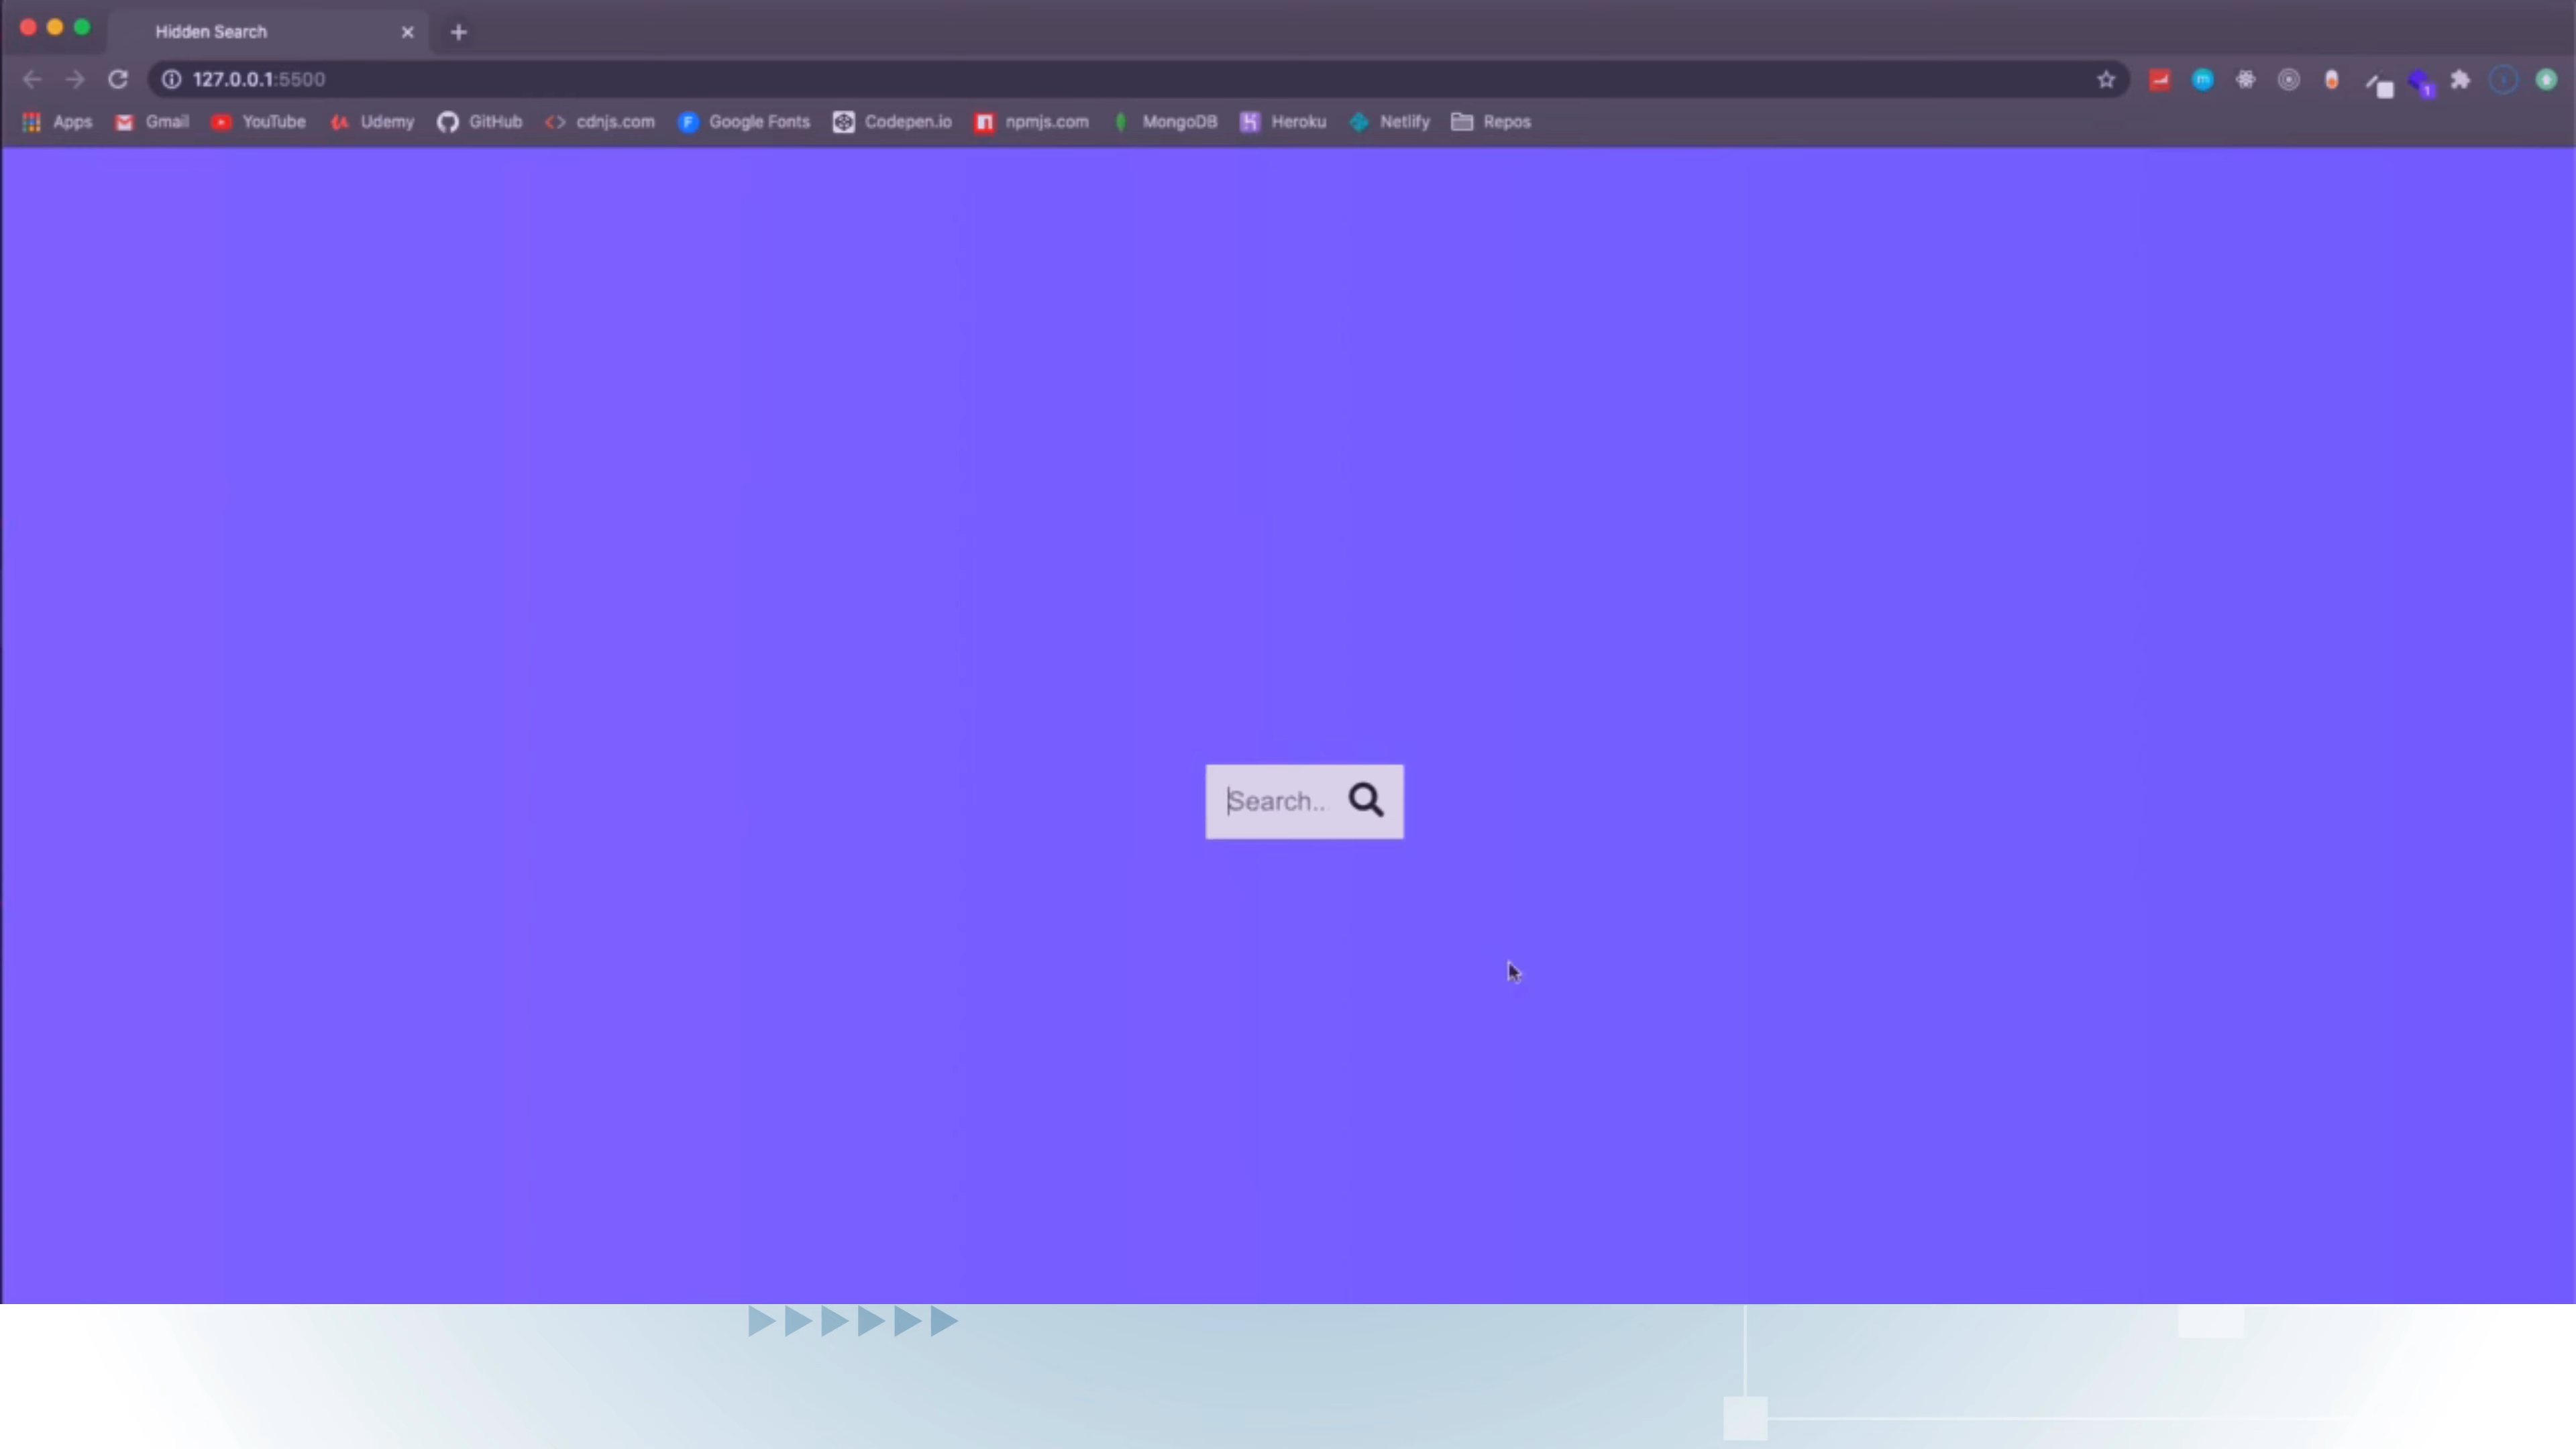 Hidden Search
127.0.0.1:5500
Apps Gmail YouTube Udemy GitHub cdnjs.com Google Fonts Codepen.io npmjs.com MongoDB Heroku Netlify Repos
Search..